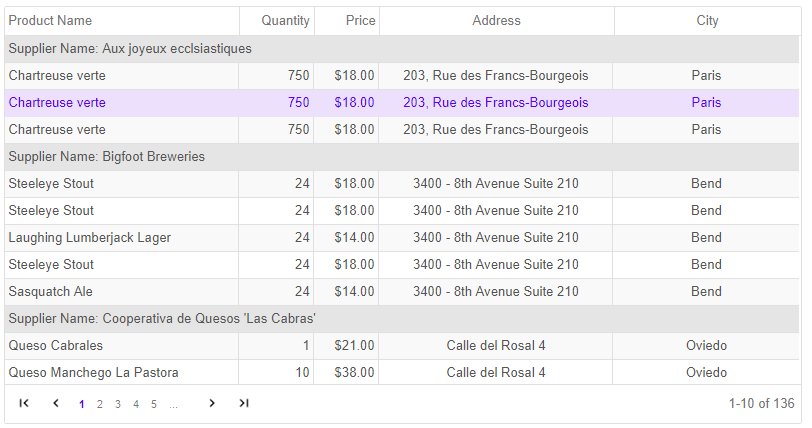 Product Name Quantity Price Address City
Supplier Name: Aux joyeux ecclsiastiques
Chartreuse verte 750 $18.00 203, Rue des Francs-Bourgeois Paris
Chartreuse verte 750 $18.00 203, Rue des Francs-Bourgeois Paris
Chartreuse verte 750 $18.00 203, Rue des Francs-Bourgeois Paris
Supplier Name: Bigfoot Breweries
Steeleye Stout 24 $18.00 3400 - 8th Avenue Suite 210 Bend
Steeleye Stout 24 $18.00 3400 - 8th Avenue Suite 210 Bend
Laughing Lumberjack Lager 24 $14.00 3400 - 8th Avenue Suite 210 Bend
Steeleye Stout 24 $18.00 3400 - 8th Avenue Suite 210 Bend
Sasquatch Ale 24 $14.00 3400 - 8th Avenue Suite 210 Bend
Supplier Name: Cooperativa de Quesos 'Las Cabras'
Queso Cabrales 1 $21.00 Calle del Rosal 4 Oviedo
Queso Manchego La Pastora 10 $38.00 Calle del Rosal 4 Oviedo
1 2 3 4 5 ... 1-10 of 136